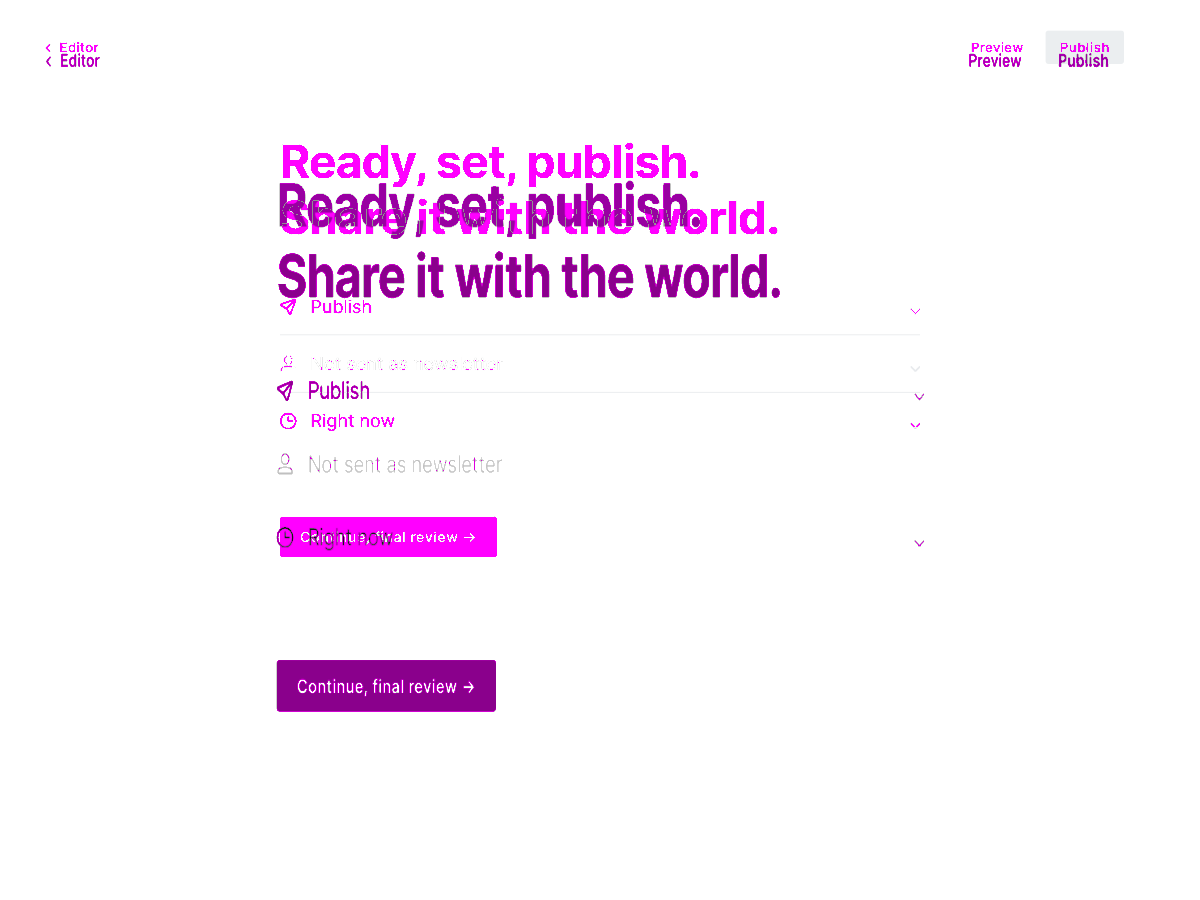 Editor
Editor
Preview
Preview
Publish
Publish
Ready, set, publish.
Ready, set, publish.
Share it with the world.
Share it with the world.
Publish
Not sent as newsletter
Publish
Right now
Not sent as newsletter
Right now
Continue, final review →
Continue, final review →